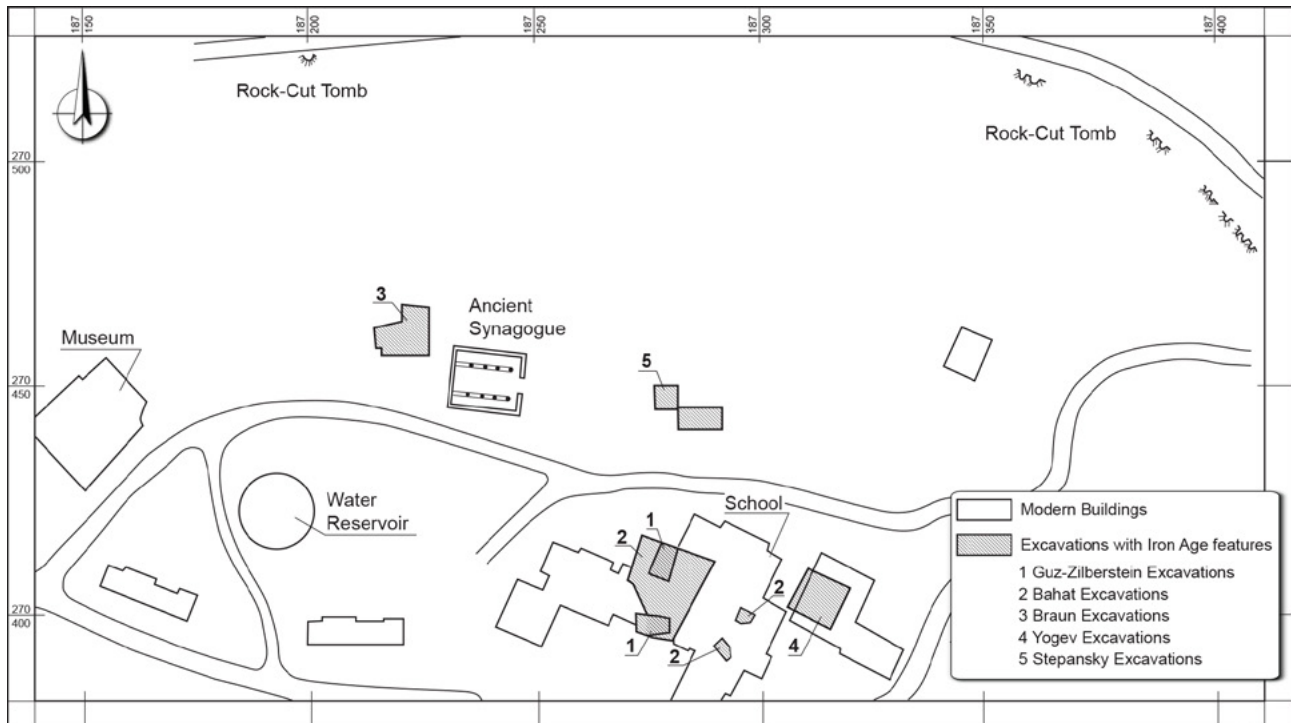 187 150
187 200
187 250
187 300
187 350
187 400
Rock-Cut Tomb
Rock-Cut Tomb
270
500
3
Ancient
Synagogue
Museum
5
270
450
Water
Reservoir
School
1
2
2
1
2
4
270
400
Modern Buildings
Excavations with Iron Age features
1 Guz-Zilberstein Excavations
2 Bahat Excavations
3 Braun Excavations
4 Yogev Excavations
5 Stepansky Excavations